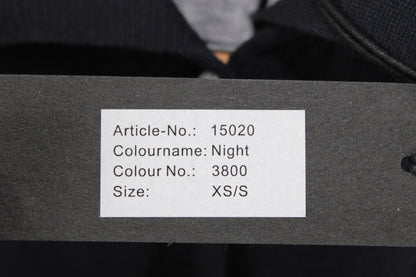 Article-No.: 15020
Colourname: Night
Colour No.: 3800
Size: XS/S